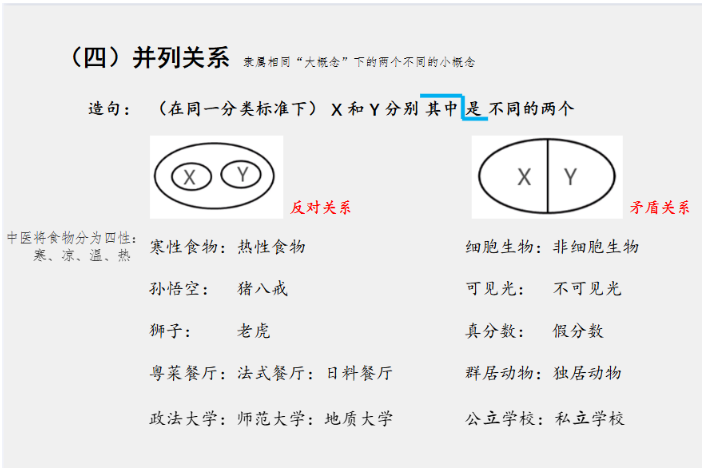 （四）并列关系 隶属相同“大概念”下的两个不同的小概念
造句： （在同一分类标准下） X 和 Y 分别 其中 是 不同的两个
X Y
反对关系
X Y
矛盾关系
中医将食物分为四性：
寒、凉、温、热
寒性食物：热性食物
孙悟空： 猪八戒
狮子： 老虎
粤菜餐厅：法式餐厅：日料餐厅
政法大学：师范大学：地质大学
细胞生物：非细胞生物
可见光： 不可见光
真分数： 假分数
群居动物：独居动物
公立学校：私立学校